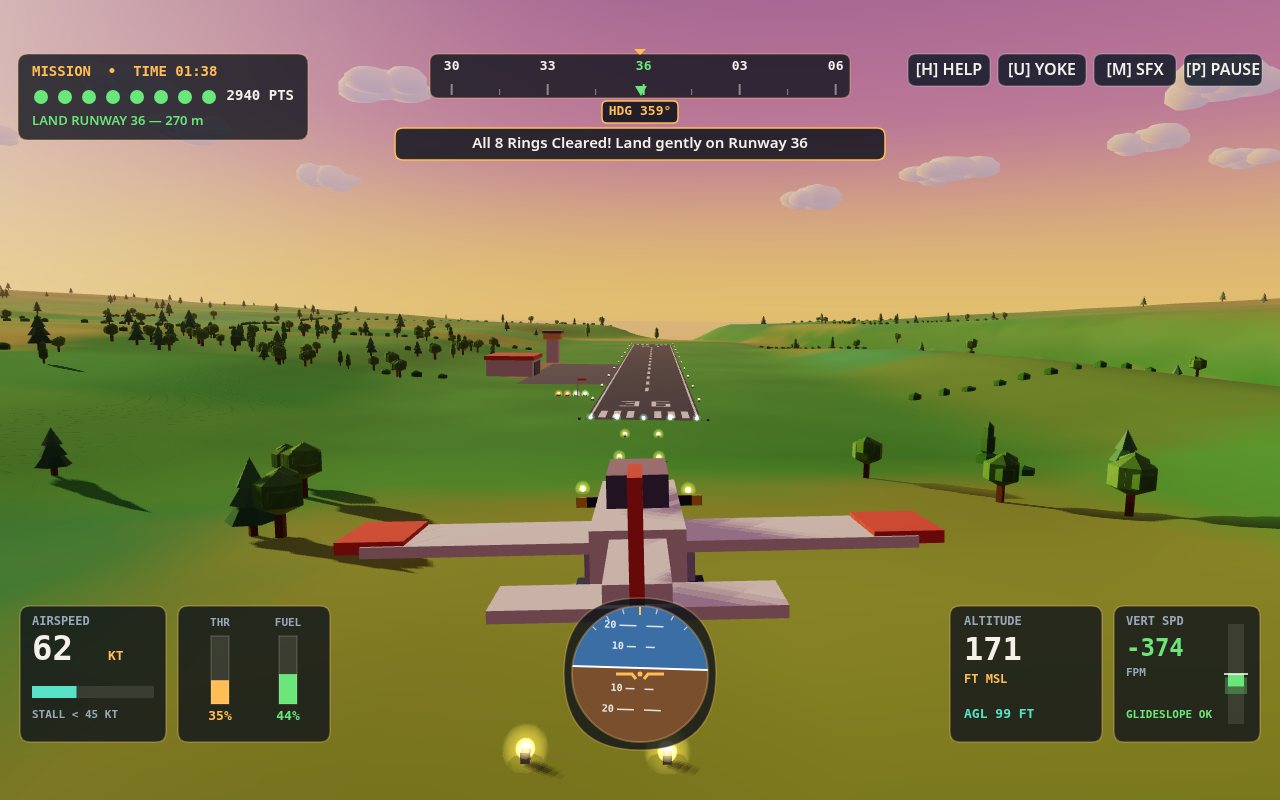 MISSION • TIME 01:38
2940 PTS
LAND RUNWAY 36 — 270 m
30 33 36 03 06
HDG 359°
All 8 Rings Cleared! Land gently on Runway 36
[H] HELP [U] YOKE [M] SFX [P] PAUSE
36
AIRSPEED
62 KT
STALL < 45 KT
THR FUEL
35% 44%
20
10
10
20
ALTITUDE
171
FT MSL
AGL 99 FT
VERT SPD
-374
FPM
GLIDESLOPE OK